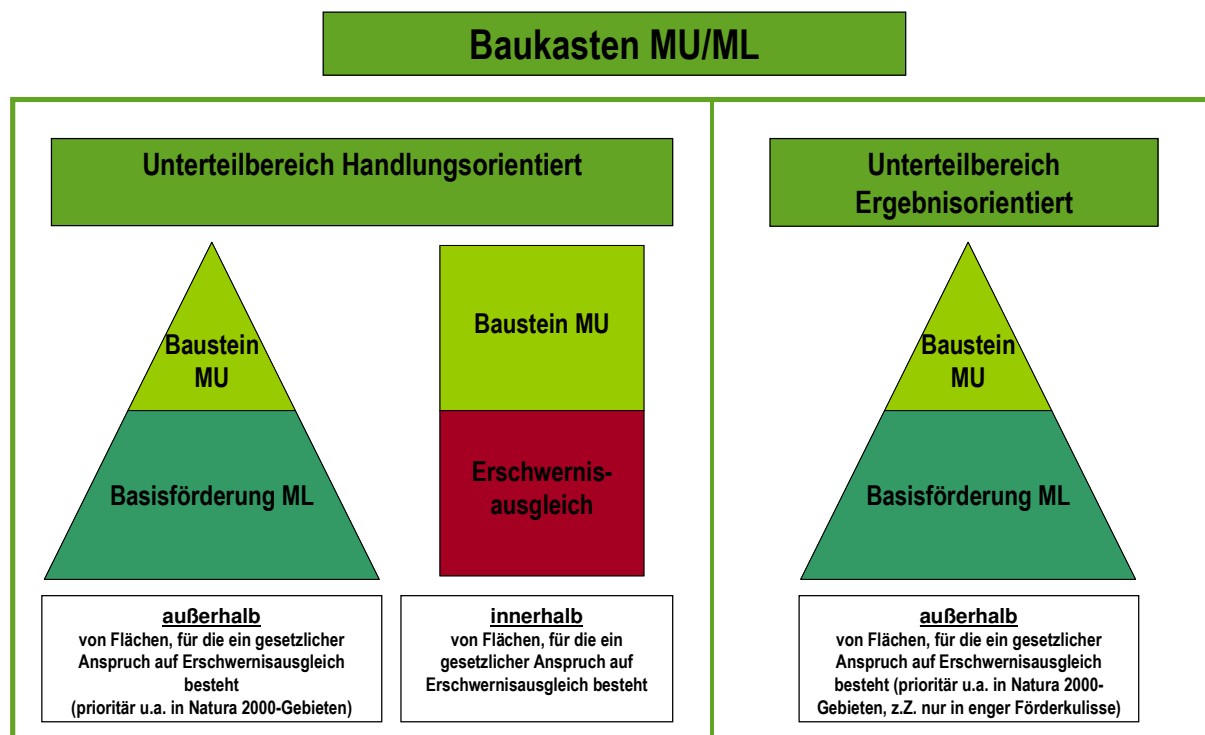 Baukasten MU/ML
Unterteilbereich Handlungsorientiert
Baustein
MU
Basisförderung ML
Baustein MU
Erschwernis-
ausgleich
außerhalb
von Flächen, für die ein gesetzlicher
Anspruch auf Erschwernisausgleich
besteht
(prioritär u.a. in Natura 2000-Gebieten)
innerhalb
von Flächen, für die ein
gesetzlicher Anspruch auf
Erschwernisausgleich besteht
Unterteilbereich
Ergebnisorientiert
Baustein
MU
Basisförderung ML
außerhalb
von Flächen, für die ein gesetzlicher
Anspruch auf Erschwernisausgleich
besteht (prioritär u.a. in Natura 2000-
Gebieten, z.Z. nur in enger Förderkulisse)